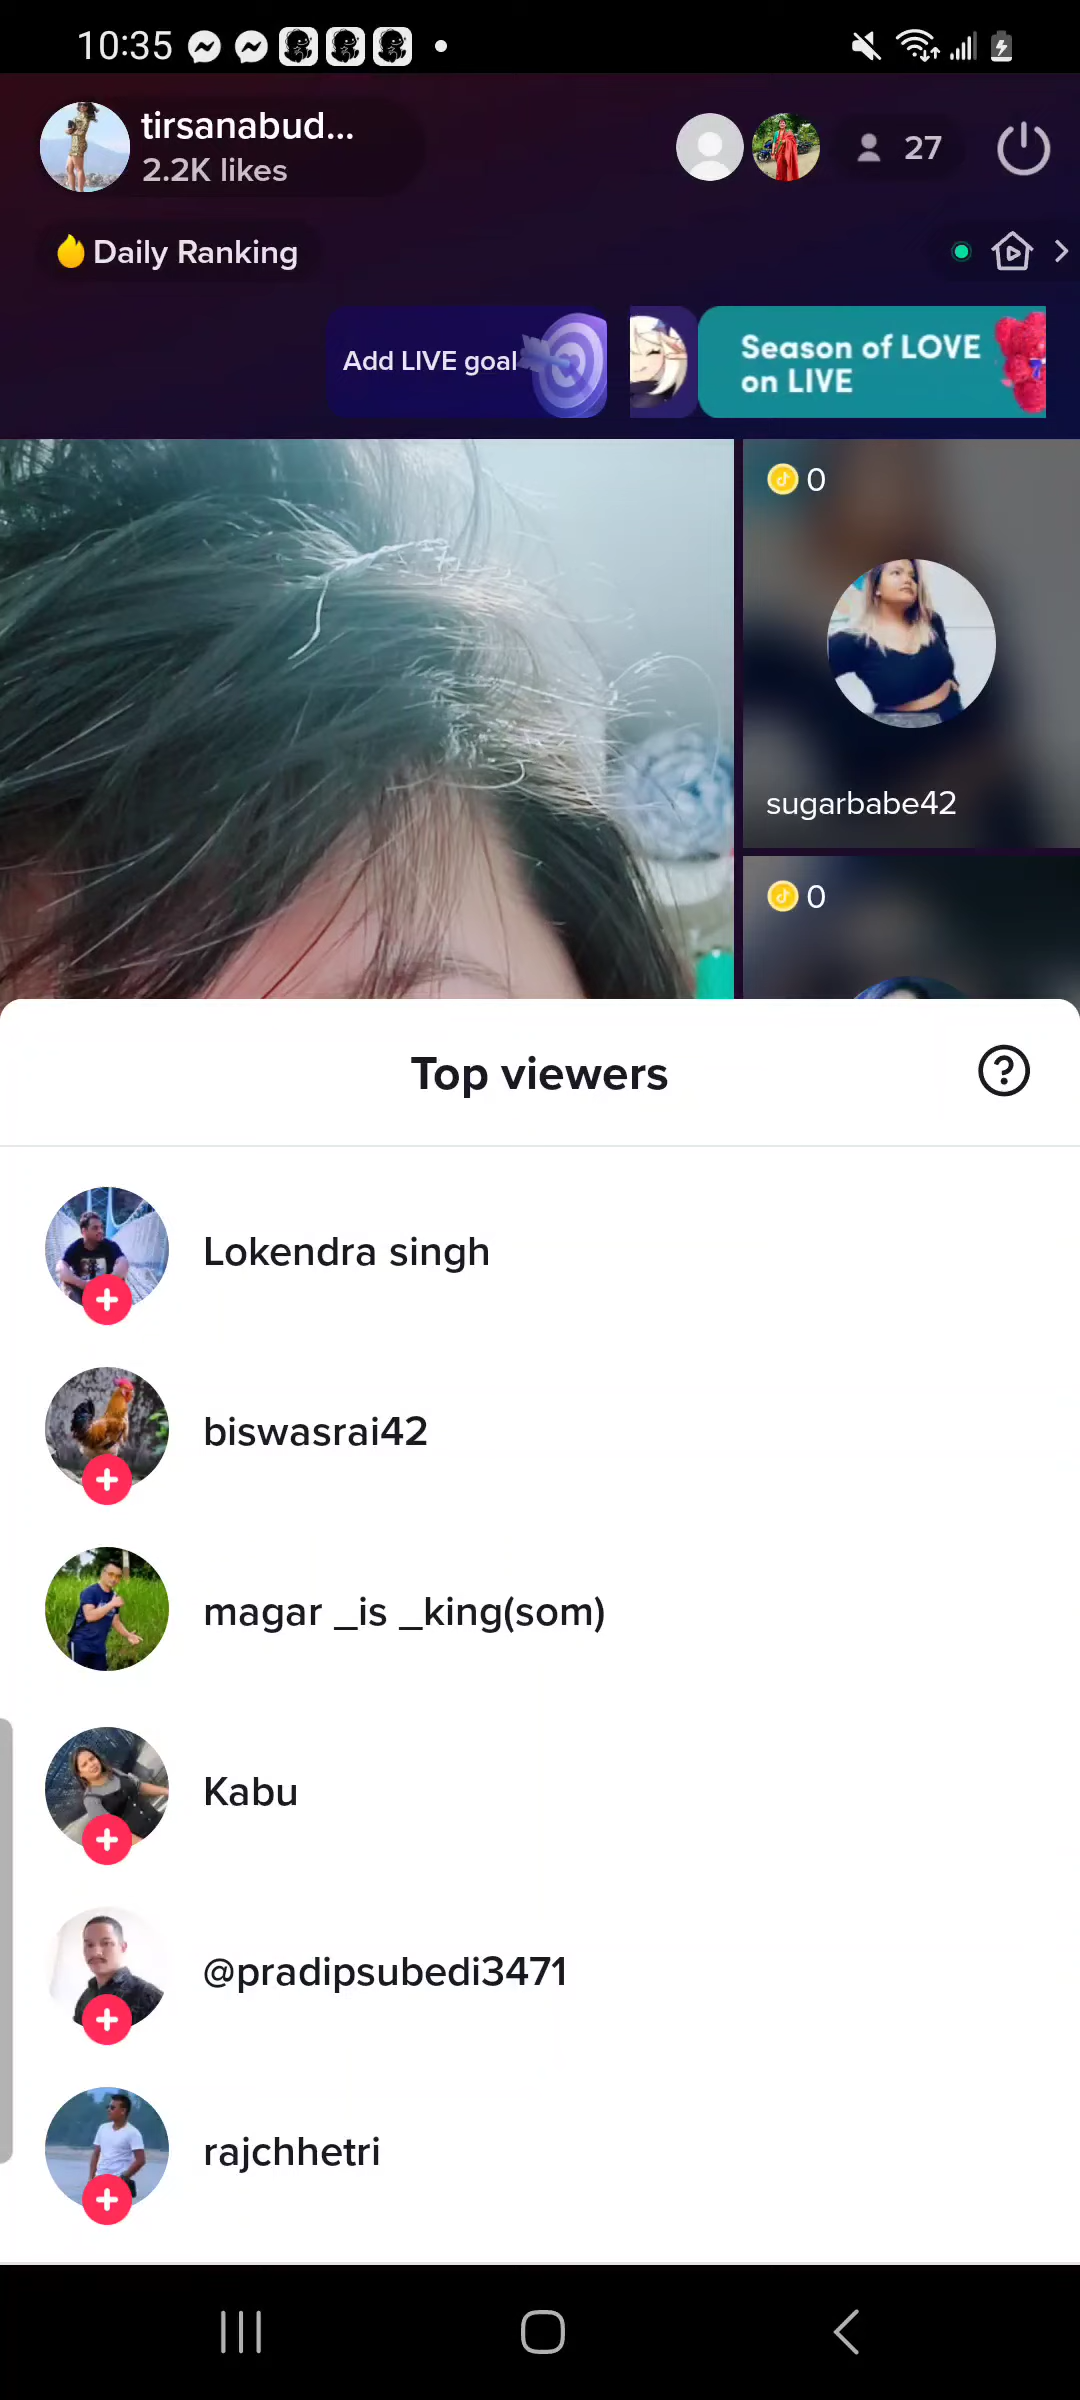 10:35
tirsanabud...
2.2K likes
27
Daily Ranking
Add LIVE goal
Season of LOVE
on LIVE
0
sugarbabe42
0
Top viewers
Lokendra singh
biswasrai42
magar _is _king(som)
Kabu
@pradipsubedi3471
rajchhetri